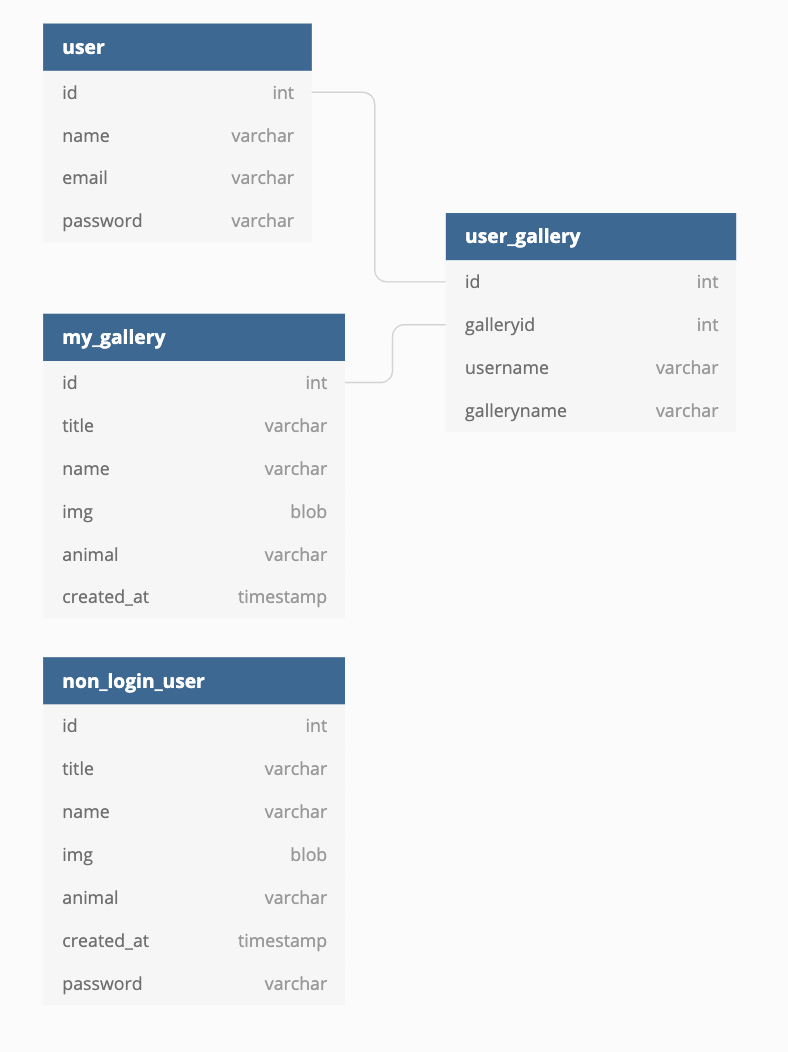 user
id int
name varchar
email varchar
password varchar
user_gallery
id int
galleryid int
username varchar
galleryname varchar
my_gallery
id int
title varchar
name varchar
img blob
animal varchar
created_at timestamp
non_login_user
id int
title varchar
name varchar
img blob
animal varchar
created_at timestamp
password varchar